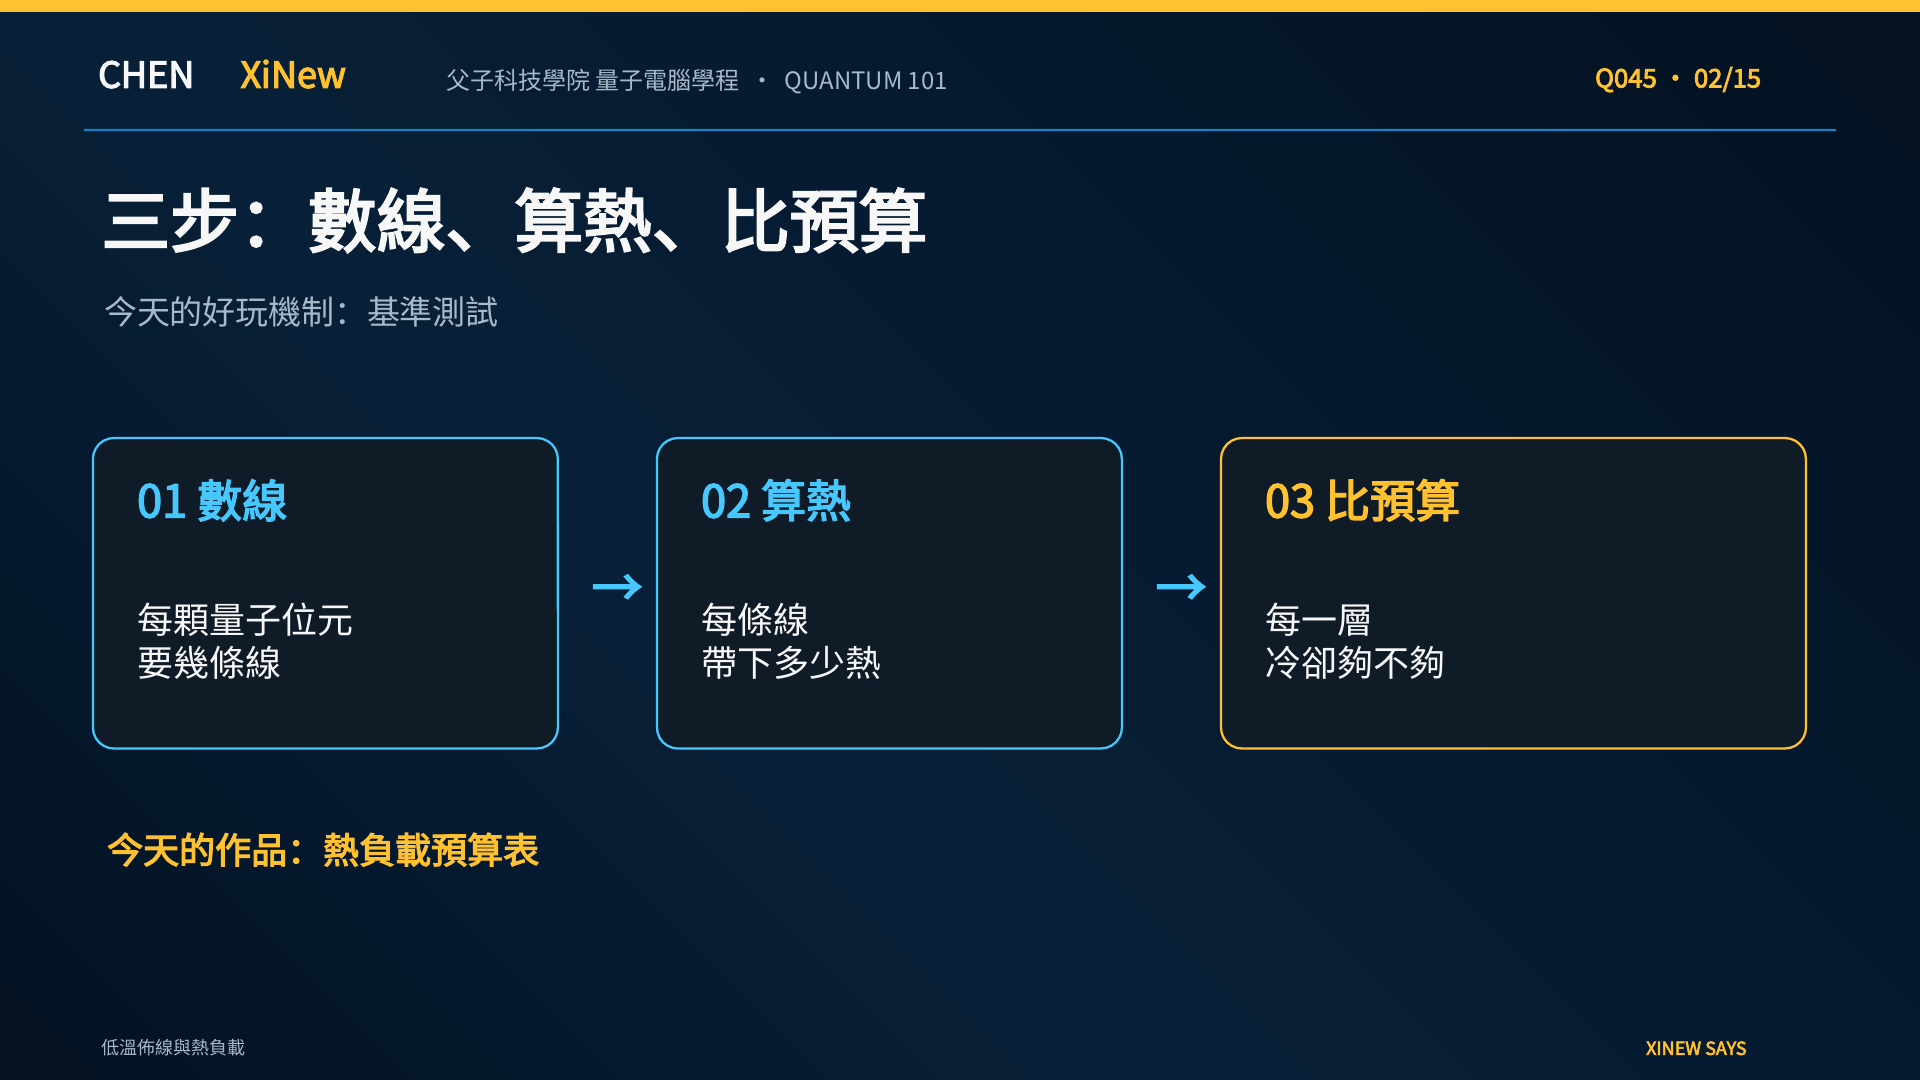 CHEN XiNew 父子科技學院 量子電腦學程 • QUANTUM 101 Q045 • 02/15
三步：數線、算熱、比預算
今天的好玩機制：基準測試
01 數線
每顆量子位元
要幾條線
→
02 算熱
每條線
帶下多少熱
→
03 比預算
每一層
冷卻夠不夠
今天的作品：熱負載預算表
低溫佈線與熱負載 XINEW SAYS